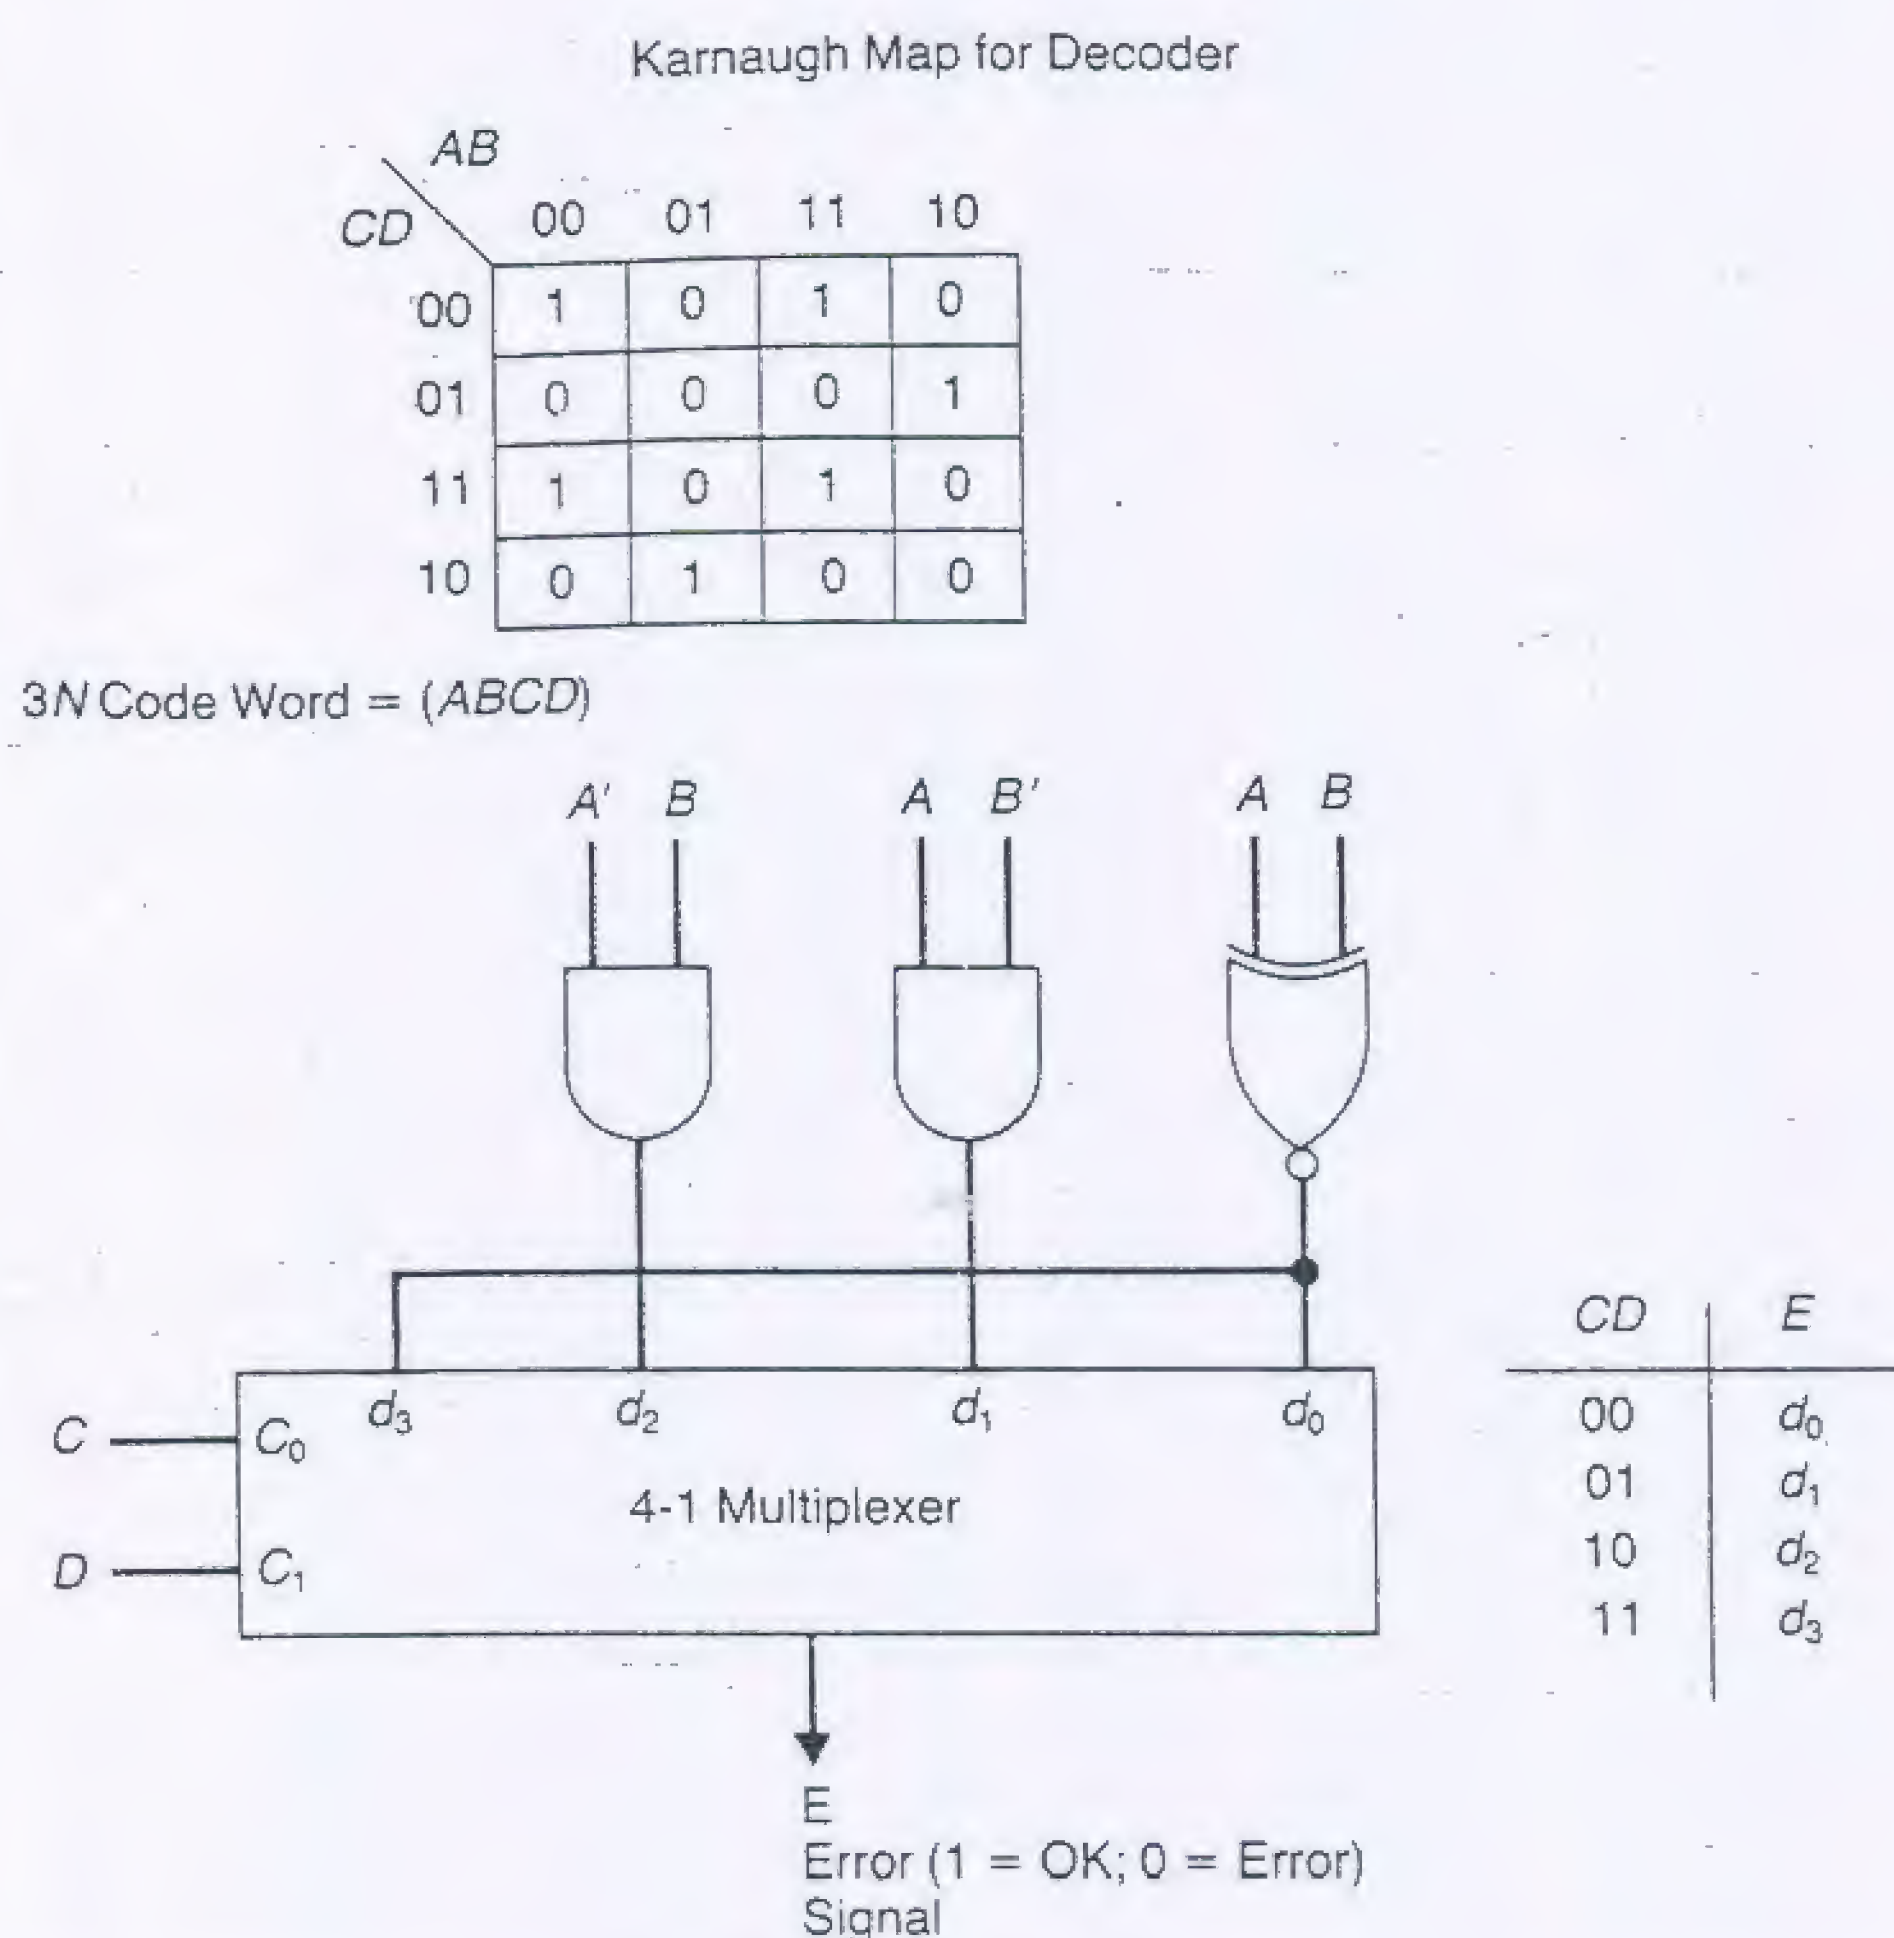 Karnaugh Map for Decoder
AB
CD 00 01 11 10
00 1 0 1 0
01 0 0 0 1
11 1 0 1 0
10 0 1 0 0
3N Code Word = (ABCD)
A' B A B' A B
d3 d2 d1 d0
C C0
4-1 Multiplexer
D C1
CD E
00 d0
01 d1
10 d2
11 d3
E
Error (1 = OK; 0 = Error)
Signal